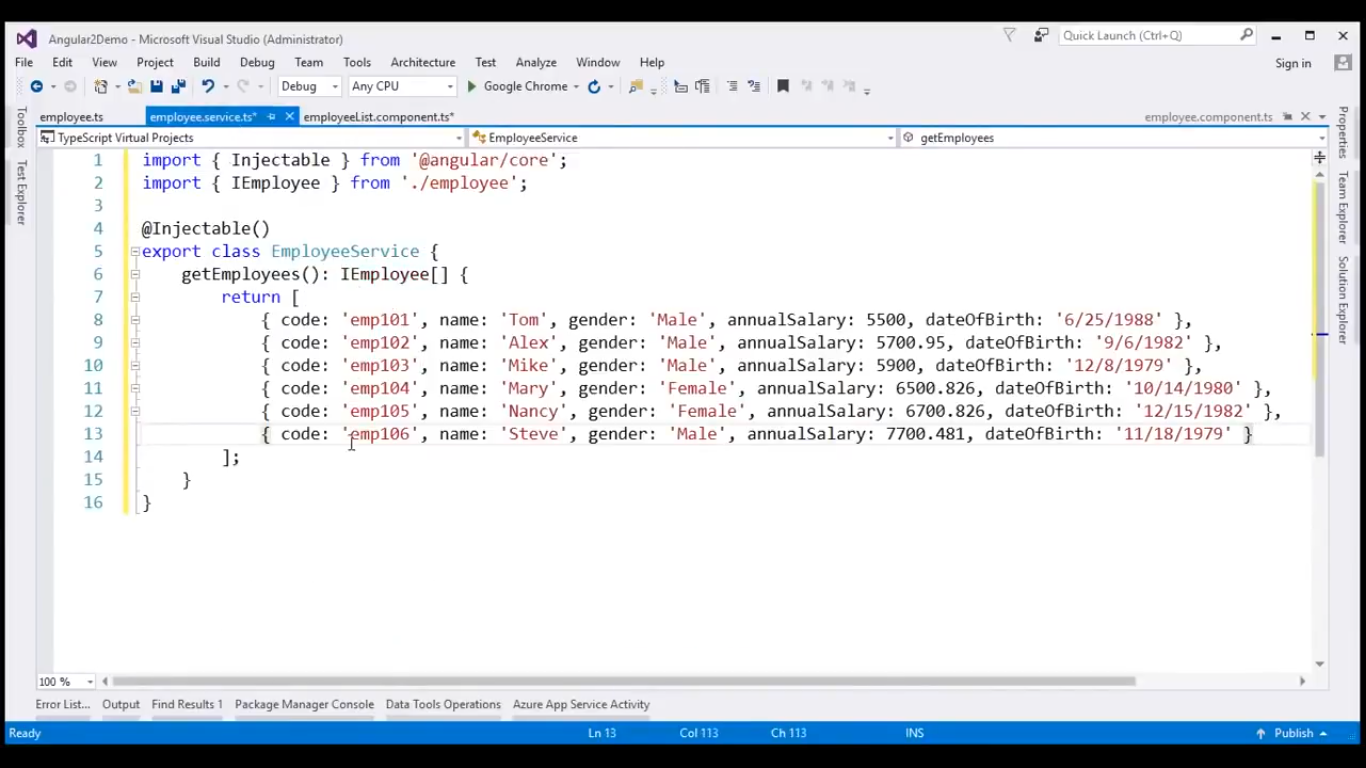 Angular2Demo - Microsoft Visual Studio (Administrator)
Quick Launch (Ctrl+Q)
File Edit View Project Build Debug Team Tools Architecture Test Analyze Window Help
Sign in
Debug Any CPU Google Chrome
employee.ts employee.service.ts* employeeList.component.ts* employee.component.ts
TypeScript Virtual Projects EmployeeService getEmployees
Toolbox
Test Explorer
1 import { Injectable } from '@angular/core';
2 import { IEmployee } from './employee';
3
4 @Injectable()
5 export class EmployeeService {
6 getEmployees(): IEmployee[] {
7 return [
8 { code: 'emp101', name: 'Tom', gender: 'Male', annualSalary: 5500, dateOfBirth: '6/25/1988' },
9 { code: 'emp102', name: 'Alex', gender: 'Male', annualSalary: 5700.95, dateOfBirth: '9/6/1982' },
10 { code: 'emp103', name: 'Mike', gender: 'Male', annualSalary: 5900, dateOfBirth: '12/8/1979' },
11 { code: 'emp104', name: 'Mary', gender: 'Female', annualSalary: 6500.826, dateOfBirth: '10/14/1980' },
12 { code: 'emp105', name: 'Nancy', gender: 'Female', annualSalary: 6700.826, dateOfBirth: '12/15/1982' },
13 { code: 'emp106', name: 'Steve', gender: 'Male', annualSalary: 7700.481, dateOfBirth: '11/18/1979' }
14 ];
15 }
16 }
Properties
Team Explorer
Solution Explorer
100 %
Error List... Output Find Results 1 Package Manager Console Data Tools Operations Azure App Service Activity
Ready Ln 13 Col 113 Ch 113 INS Publish